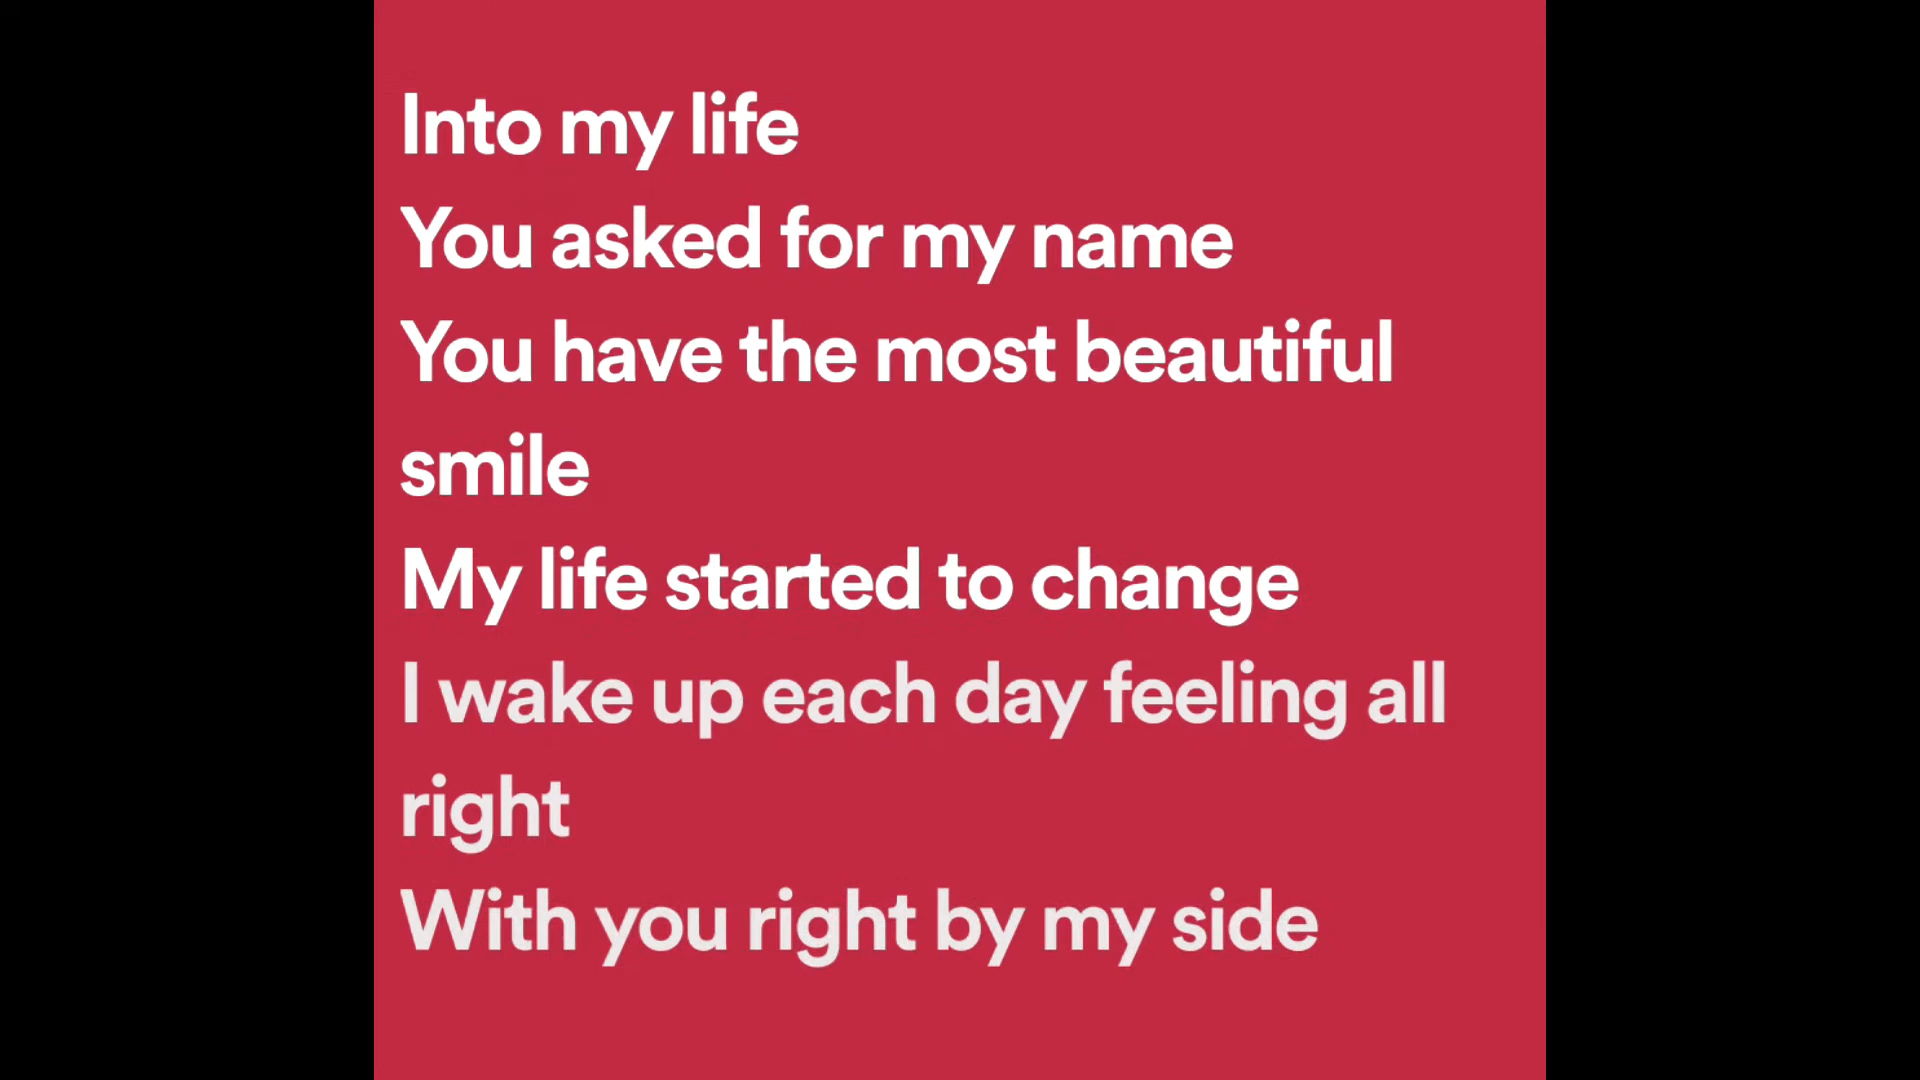 Into my life
You asked for my name
You have the most beautiful
smile
My life started to change
I wake up each day feeling all
right
With you right by my side